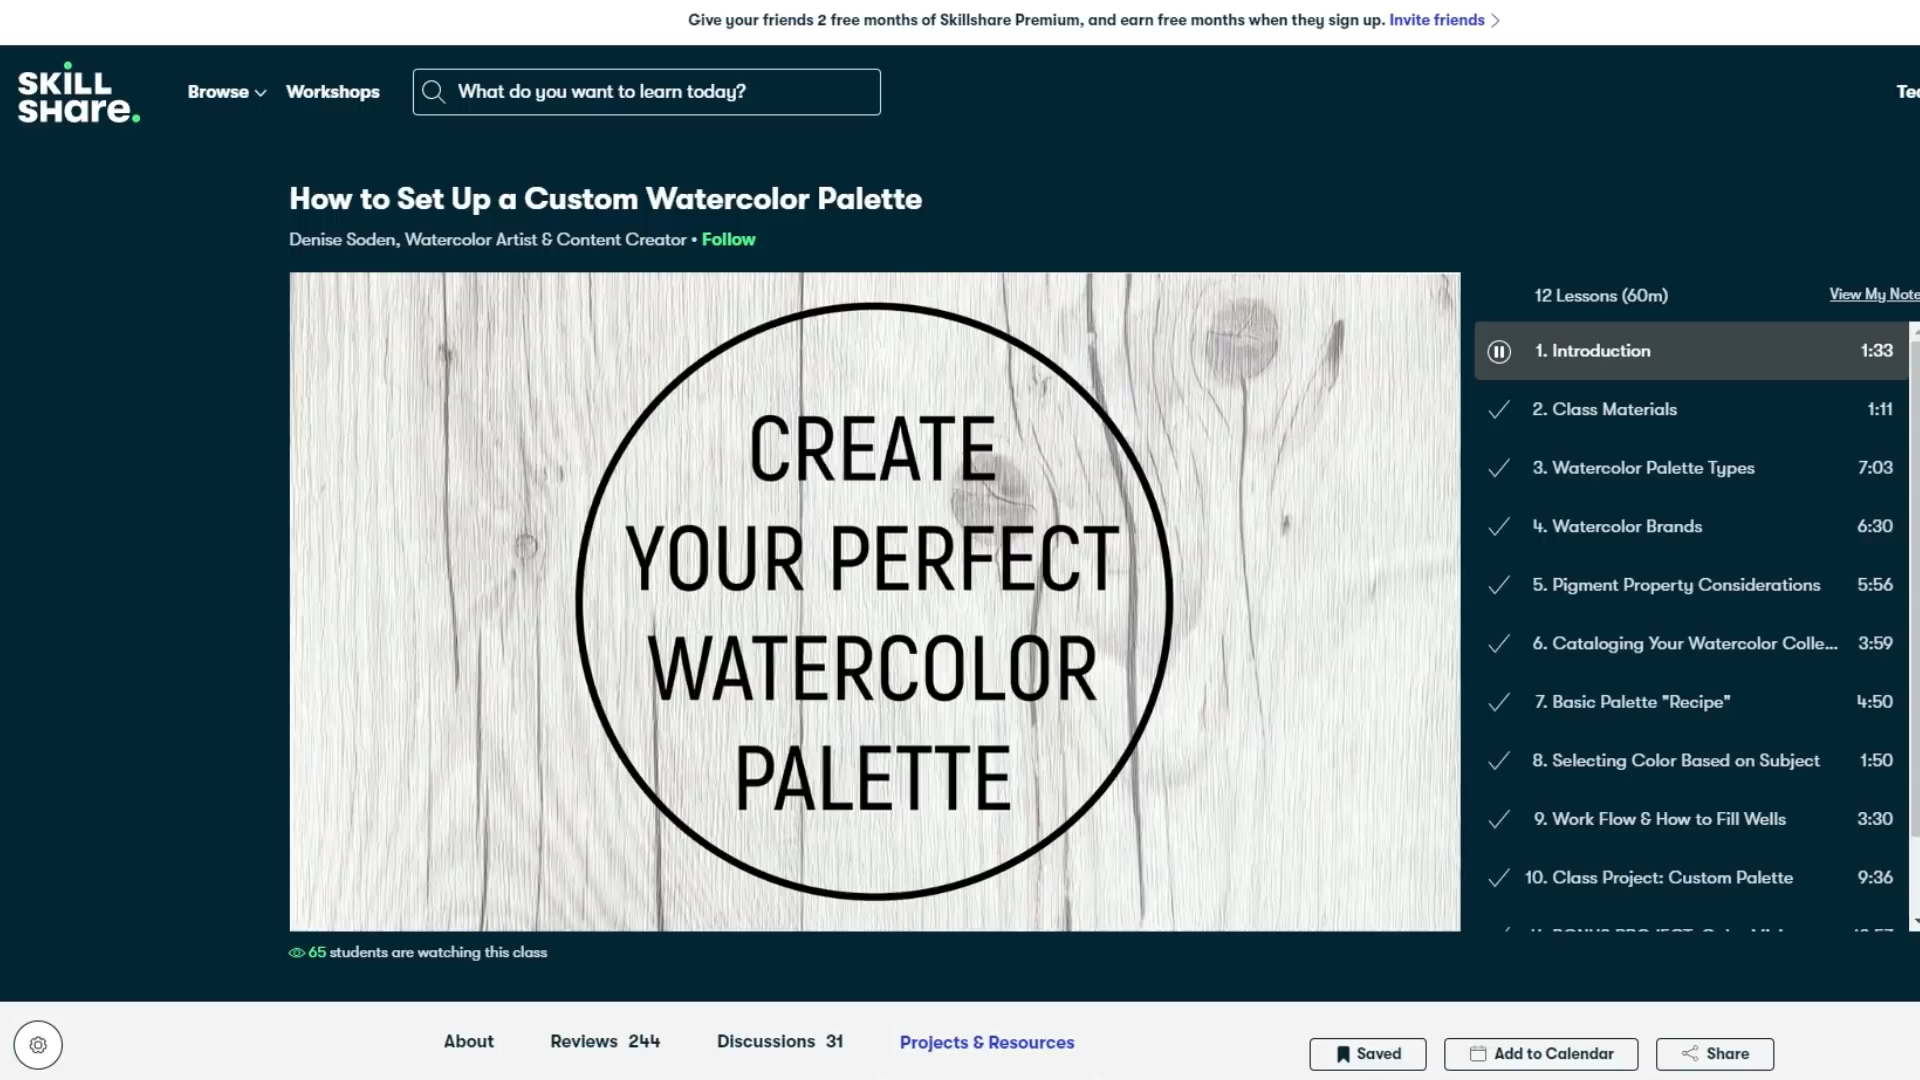 Give your friends 2 free months of Skillshare Premium, and earn free months when they sign up. Invite friends
SKILL
SHare.
Browse
Workshops
What do you want to learn today?
How to Set Up a Custom Watercolor Palette
Denise Soden, Watercolor Artist & Content Creator • Follow
CREATE
YOUR PERFECT
WATERCOLOR
PALETTE
65 students are watching this class
12 Lessons (60m)
View My Note
1. Introduction 1:33
2. Class Materials 1:11
3. Watercolor Palette Types 7:03
4. Watercolor Brands 6:30
5. Pigment Property Considerations 5:56
6. Cataloging Your Watercolor Colle... 3:59
7. Basic Palette "Recipe" 4:50
8. Selecting Color Based on Subject 1:50
9. Work Flow & How to Fill Wells 3:30
10. Class Project: Custom Palette 9:36
About
Reviews 244
Discussions 31
Projects & Resources
Saved
Add to Calendar
Share